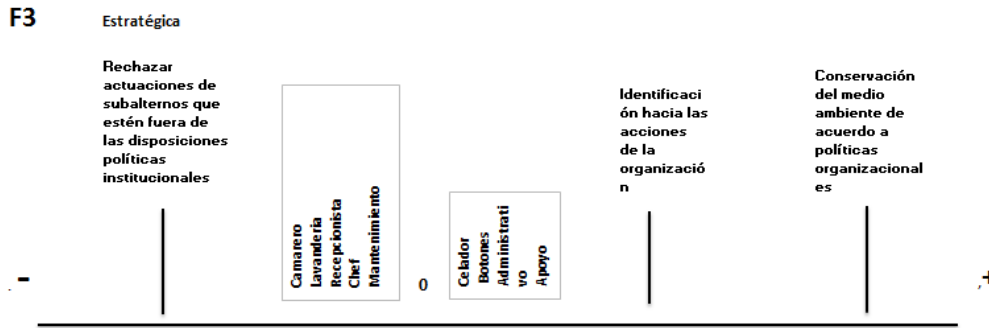 F3
Estratégica
Rechazar
actuaciones de
subalternos que
estén fuera de
las disposiciones
políticas
institucionales
Camarero
Lavandería
Recepcionista
Chef
Mantenimiento
0
Celador
Botones
Administrati
vo
Apoyo
Identificaci
ón hacia las
acciones
de la
organizació
n
Conservación
del medio
ambiente de
acuerdo a
políticas
organizacional
es
. -
,+